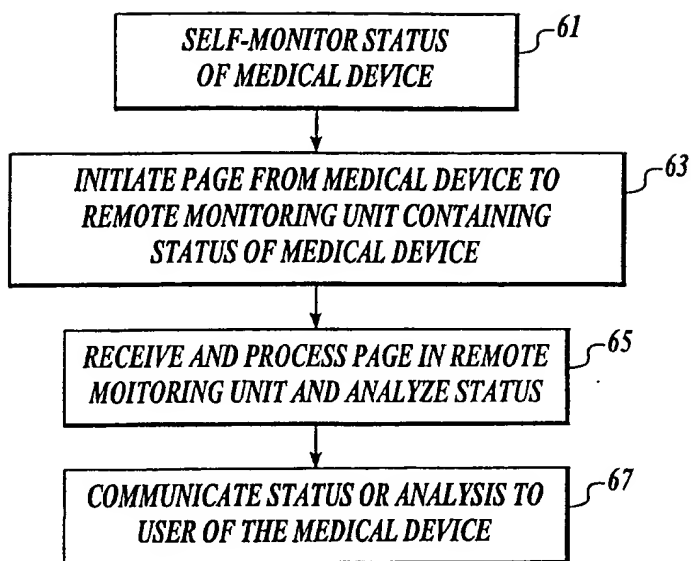 SELF-MONITOR STATUS
OF MEDICAL DEVICE
61
INITIATE PAGE FROM MEDICAL DEVICE TO
REMOTE MONITORING UNIT CONTAINING
STATUS OF MEDICAL DEVICE
63
RECEIVE AND PROCESS PAGE IN REMOTE
MOITORING UNIT AND ANALYZE STATUS
65
COMMUNICATE STATUS OR ANALYSIS TO
USER OF THE MEDICAL DEVICE
67